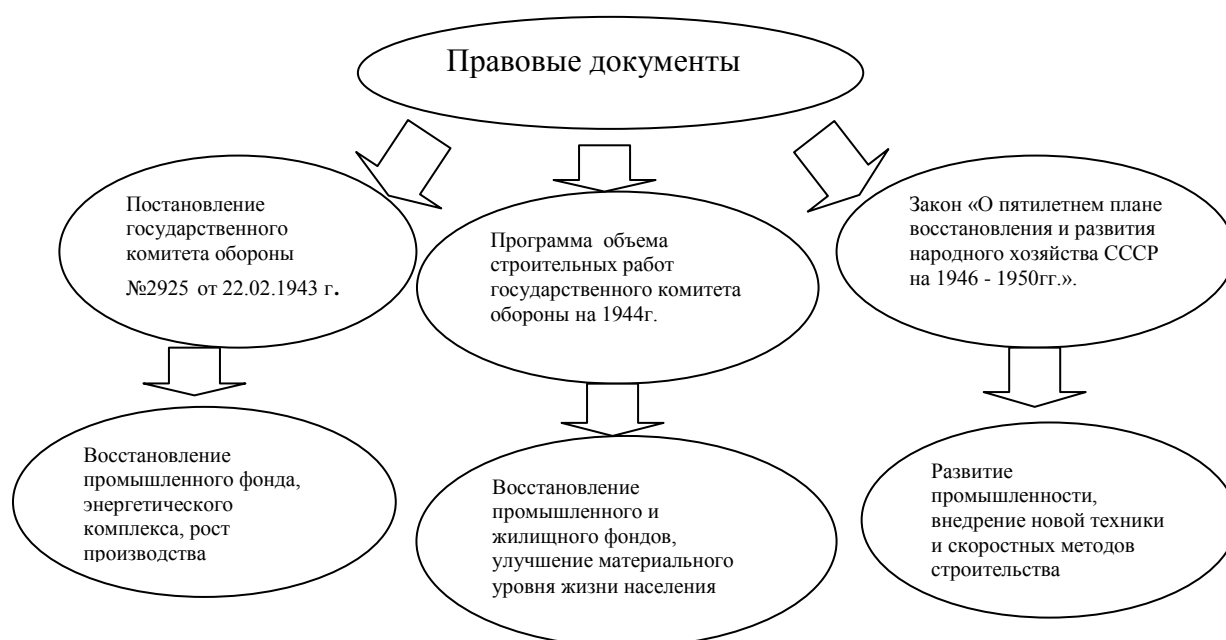 Правовые документы
Постановление
государственного
комитета обороны
№2925 от 22.02.1943 г.
Программа объема
строительных работ
государственного комитета
обороны на 1944г.
Закон «О пятилетнем плане
восстановления и развития
народного хозяйства СССР
на 1946 - 1950гг.».
Восстановление
промышленного фонда,
энергетического
комплекса, рост
производства
Восстановление
промышленного и
жилищного фондов,
улучшение материального
уровня жизни населения
Развитие
промышленности,
внедрение новой техники
и скоростных методов
строительства